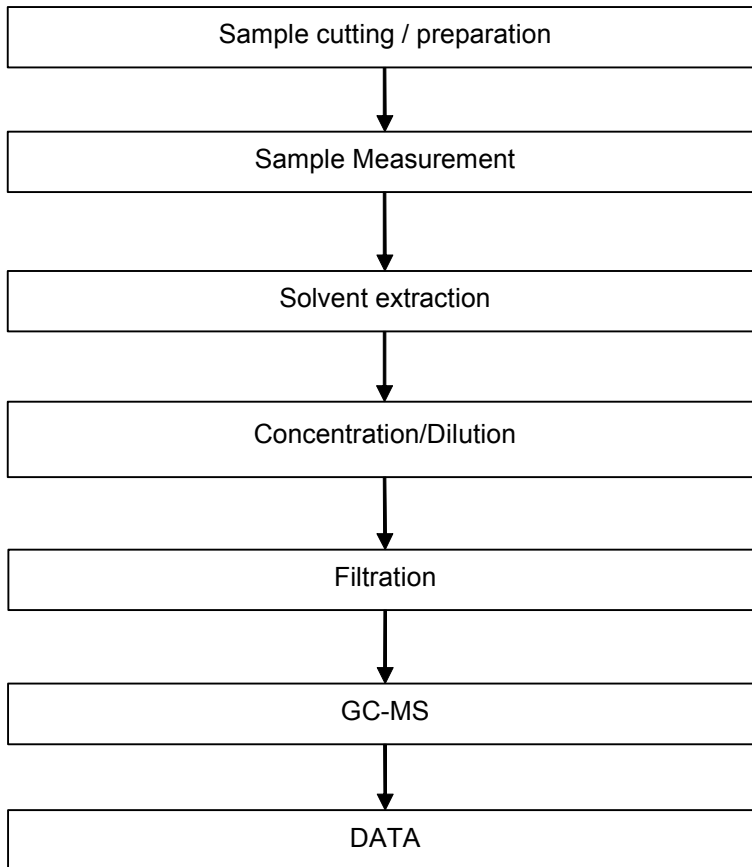 Sample cutting / preparation
Sample Measurement
Solvent extraction
Concentration/Dilution
Filtration
GC-MS
DATA